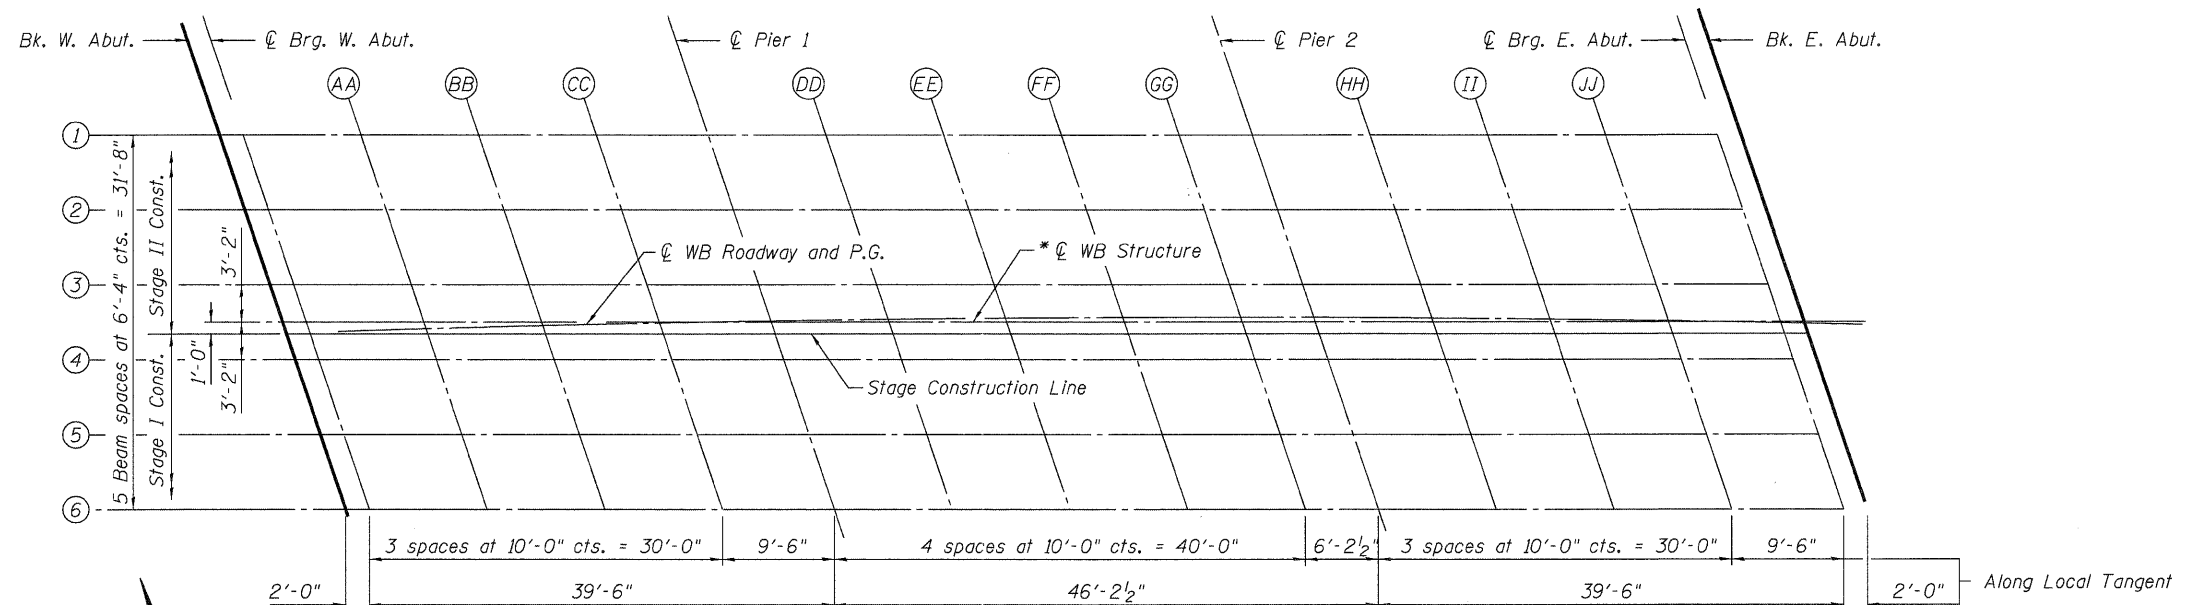 Bk. W. Abut.
℄ Brg. W. Abut.
℄ Pier 1
℄ Pier 2
℄ Brg. E. Abut.
Bk. E. Abut.
AA
BB
CC
DD
EE
FF
GG
HH
II
JJ
1
2
3
4
5
6
5 Beam spaces at 6'-4" cts. = 31'-8"
Stage II Const.
Stage I Const.
3'-2"
1'-0"
3'-2"
℄ WB Roadway and P.G.
* ℄ WB Structure
Stage Construction Line
3 spaces at 10'-0" cts. = 30'-0"
9'-6"
4 spaces at 10'-0" cts. = 40'-0"
6'-2½"
3 spaces at 10'-0" cts. = 30'-0"
9'-6"
2'-0"
39'-6"
46'-2½"
39'-6"
2'-0"
Along Local Tangent